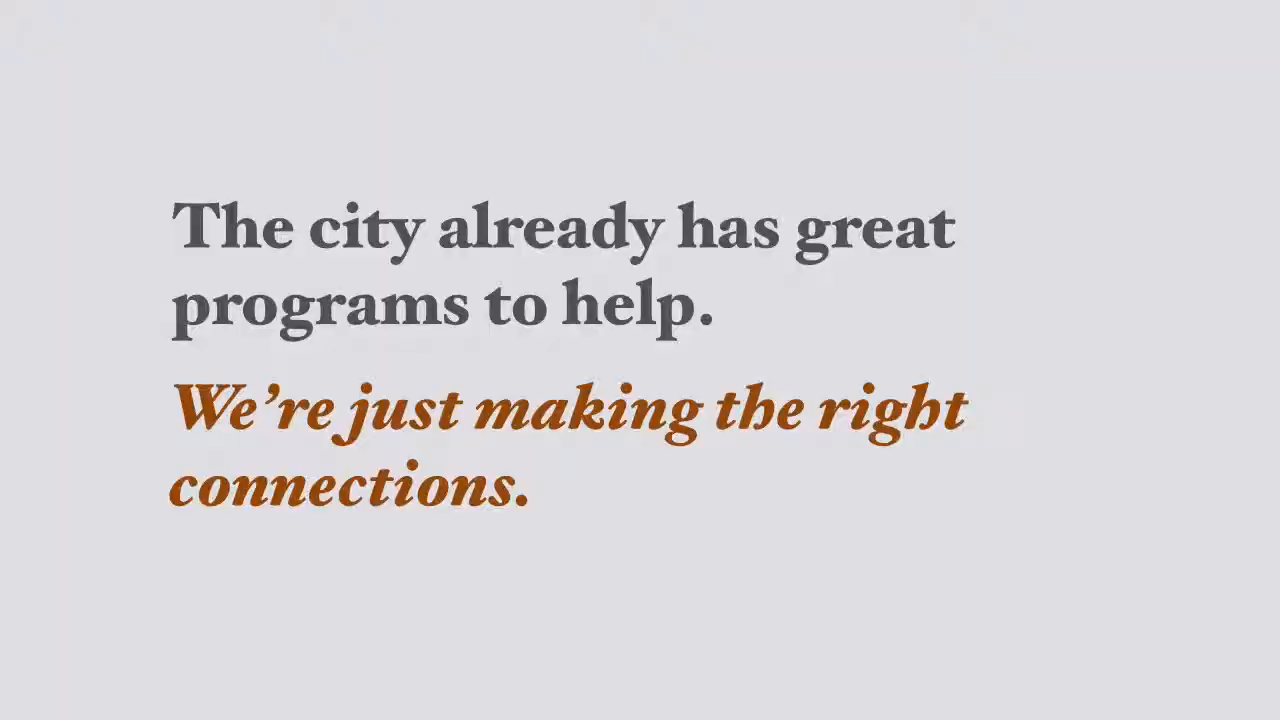 The city already has great
programs to help.
We’re just making the right
connections.